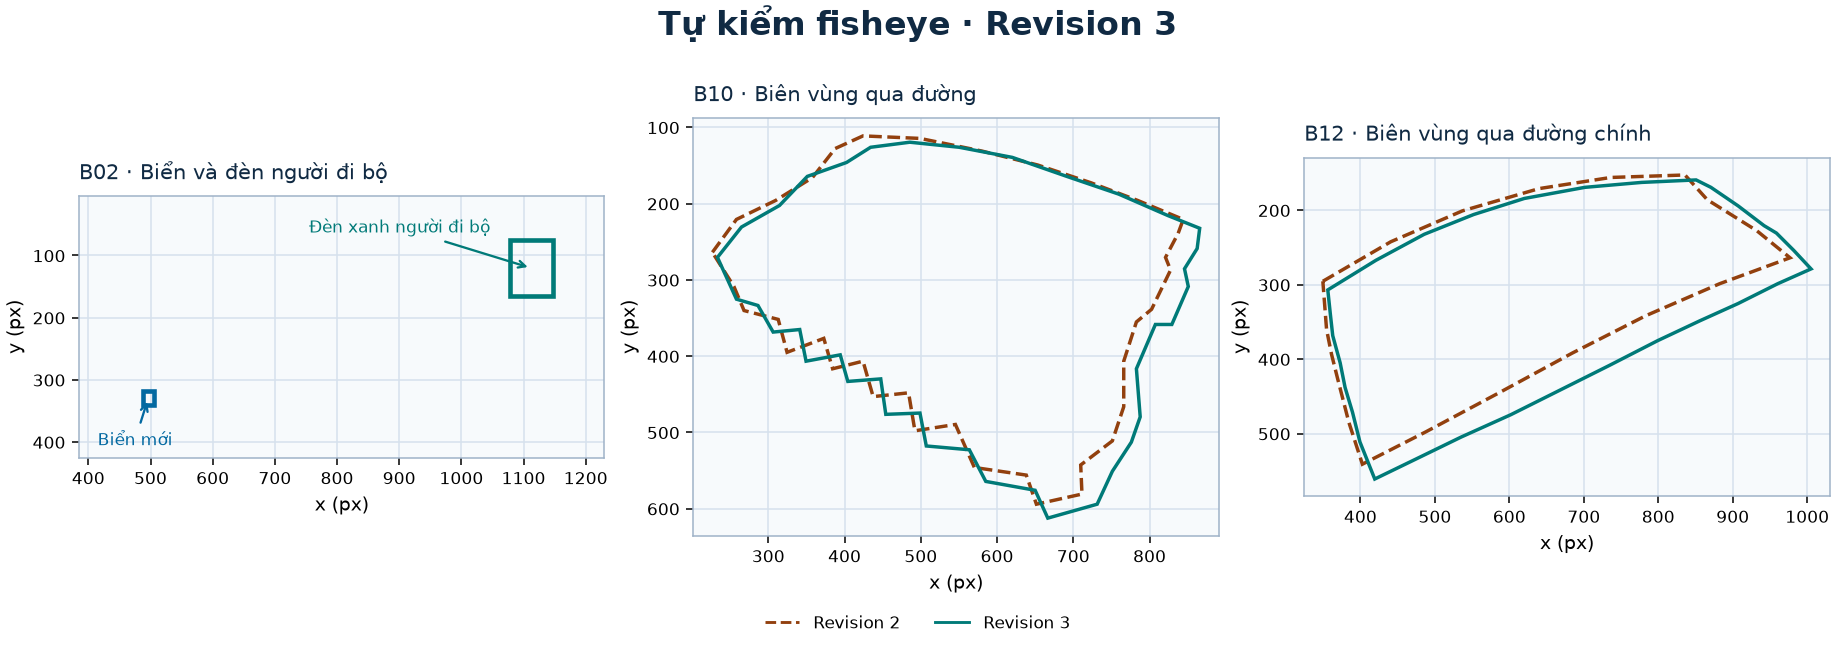 Tự kiểm fisheye · Revision 3
B02 · Biển và đèn người đi bộ
Đèn xanh người đi bộ
Biển mới
100
200
300
400
y (px)
400
500
600
700
800
900
1000
1100
1200
x (px)
B10 · Biên vùng qua đường
100
200
300
400
500
600
y (px)
300
400
500
600
700
800
x (px)
B12 · Biên vùng qua đường chính
200
300
400
500
y (px)
400
500
600
700
800
900
1000
x (px)
Revision 2
Revision 3